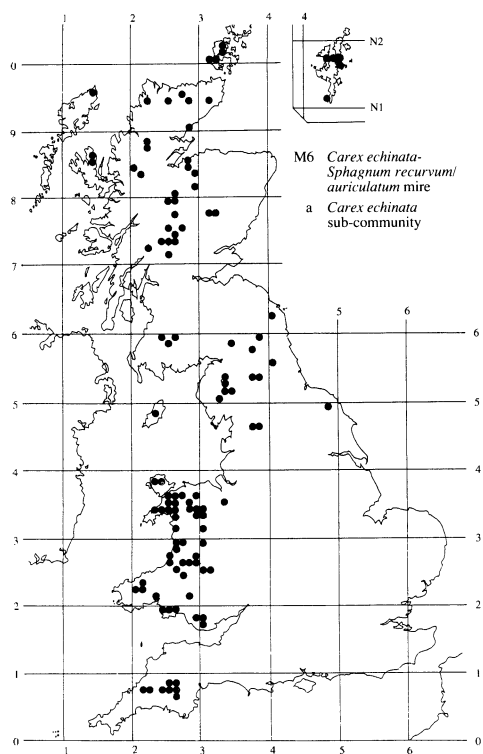 1 2 3 4 2
0
N2
N1
9
M6 Carex echinata-
Sphagnum recurvum/
auriculatum mire
a Carex echinata
sub-community
8
7
5 6
6 6
5 5
4 4
3 3
2 2
1 1
0 0
1 2 3 4 5 6